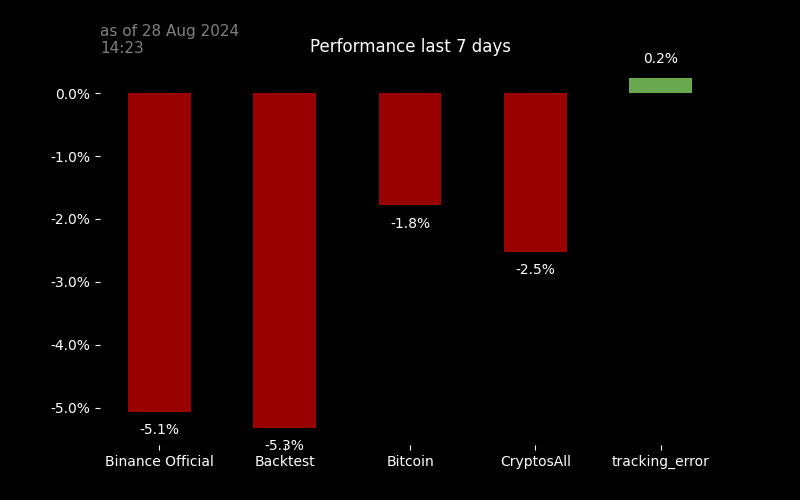 as of 28 Aug 2024
14:23
Performance last 7 days
0.2%
0.0%
-1.0%
-2.0%
-1.8%
-2.5%
-3.0%
-4.0%
-5.0%
-5.1%
-5.3%
Binance Official
Backtest
Bitcoin
CryptosAll
tracking_error